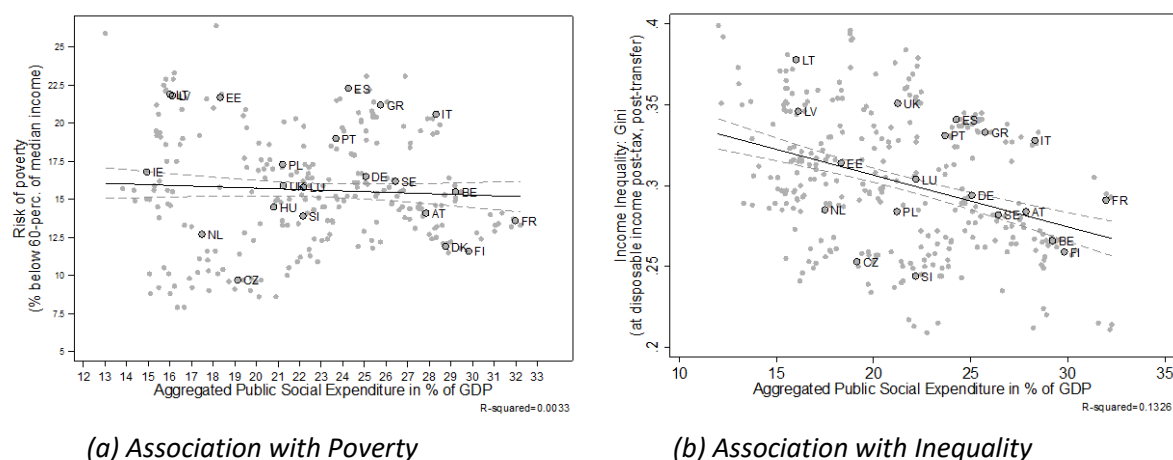 Risk of poverty
(% below 60-perc. of median income)
25
22.5
20
17.5
15
12.5
10
7.5
5
LT
LV
EE
ES
GR
IT
PT
PL
IE
UK
LU
DE
SE
BE
HU
SI
AT
FR
NL
DK
FI
CZ
12 13 14 15 16 17 18 19 20 21 22 23 24 25 26 27 28 29 30 31 32 33
Aggregated Public Social Expenditure in % of GDP
R-squared=0.0033
(a) Association with Poverty
Income Inequality: Gini
(at disposable income post-tax, post-transfer)
.4
.35
.3
.25
.2
LT
LV
UK
ES
PT
GR
IT
EE
LU
DE
NL
PL
SE
AT
FR
BE
FI
CZ
SI
10 15 20 25 30 35
Aggregated Public Social Expenditure in % of GDP
R-squared=0.1326
(b) Association with Inequality